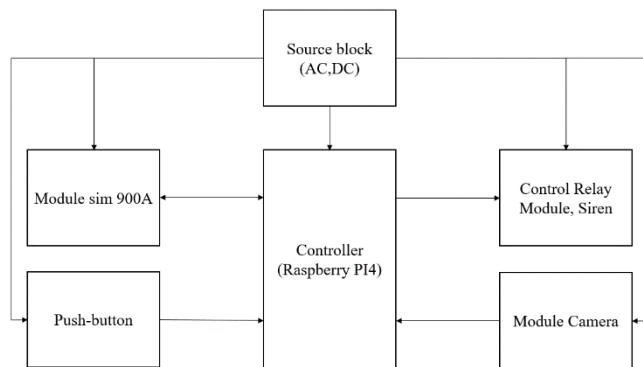 Source block
(AC,DC)
Module sim 900A
Controller
(Raspberry PI4)
Control Relay
Module, Siren
Push-button
Module Camera